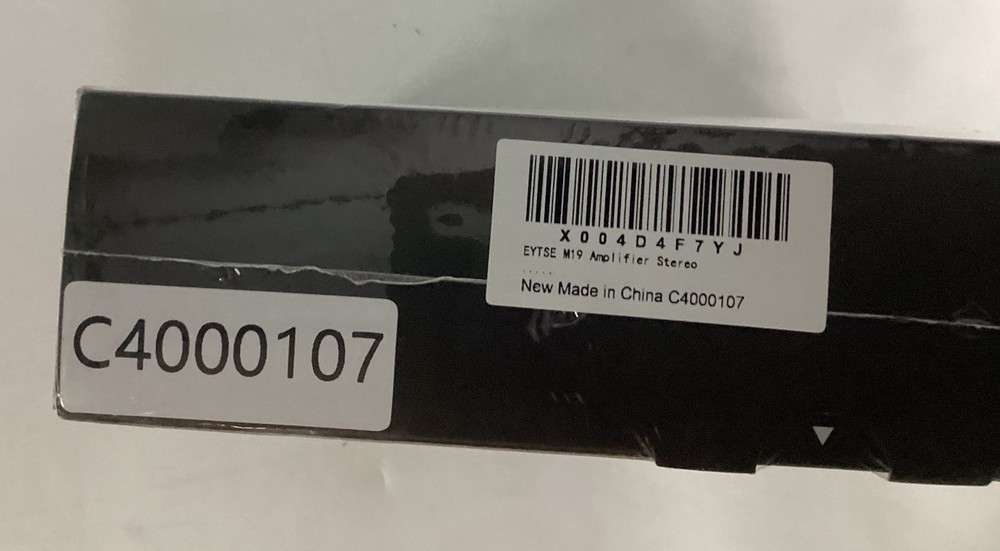 X004D4F7YJ
EYTSE M19 Amplifier Stereo
.....
New Made in China C4000107
C4000107